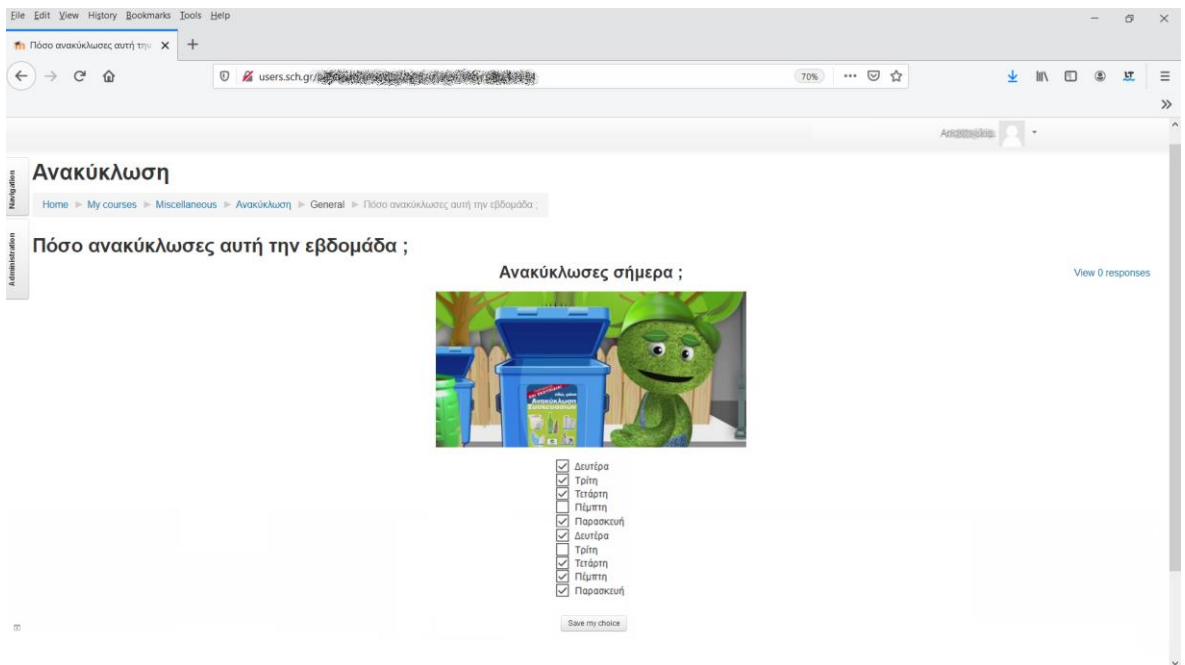 File Edit View History Bookmarks Tools Help
Πόσο ανακύκλωσες αυτή την
users.sch.gr/
70%
Ανακύκλωση
Navigation
Home My courses Miscellaneous Ανακύκλωση General Πόσο ανακύκλωσες αυτή την εβδομάδα ;
Administration
Πόσο ανακύκλωσες αυτή την εβδομάδα ;
Ανακύκλωσες σήμερα ;
View 0 responses
Ανακύκλωση
Συσκευασιών
Δευτέρα
Τρίτη
Τετάρτη
Πέμπτη
Παρασκευή
Δευτέρα
Τρίτη
Τετάρτη
Πέμπτη
Παρασκευή
Save my choice